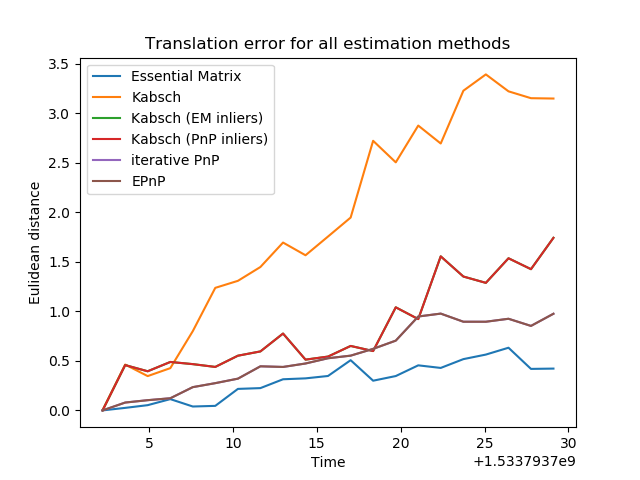 Translation error for all estimation methods
Essential Matrix
Kabsch
Kabsch (EM inliers)
Kabsch (PnP inliers)
iterative PnP
EPnP
Eulidean distance
3.5
3.0
2.5
2.0
1.5
1.0
0.5
0.0
5 10 15 20 25 30
Time
+1.5337937e9